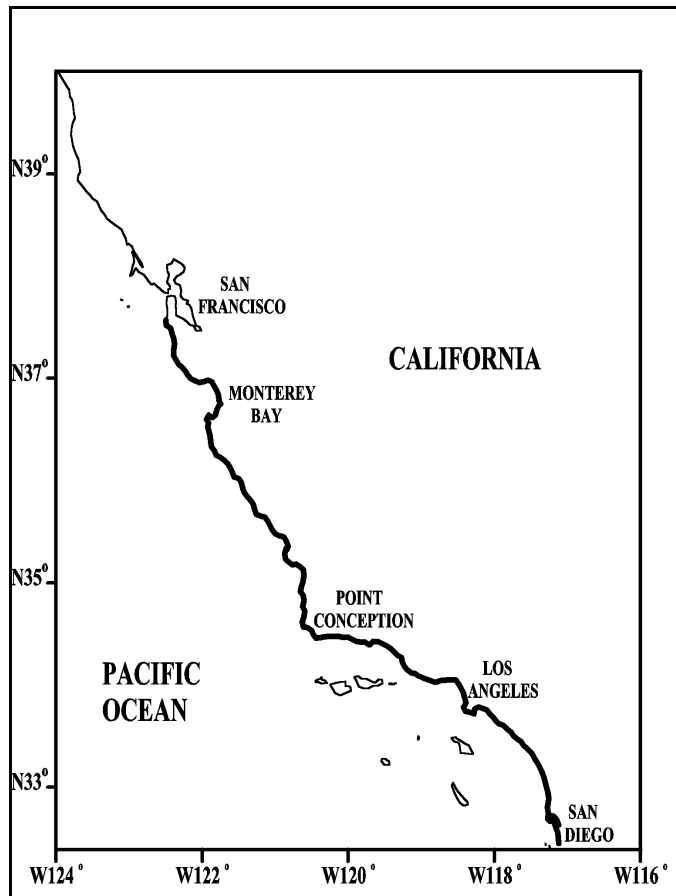 N39°
SAN
FRANCISCO
N37°
CALIFORNIA
MONTEREY
BAY
N35°
POINT
CONCEPTION
PACIFIC
OCEAN
LOS
ANGELES
N33°
SAN
DIEGO
W124° W122° W120° W118° W116°